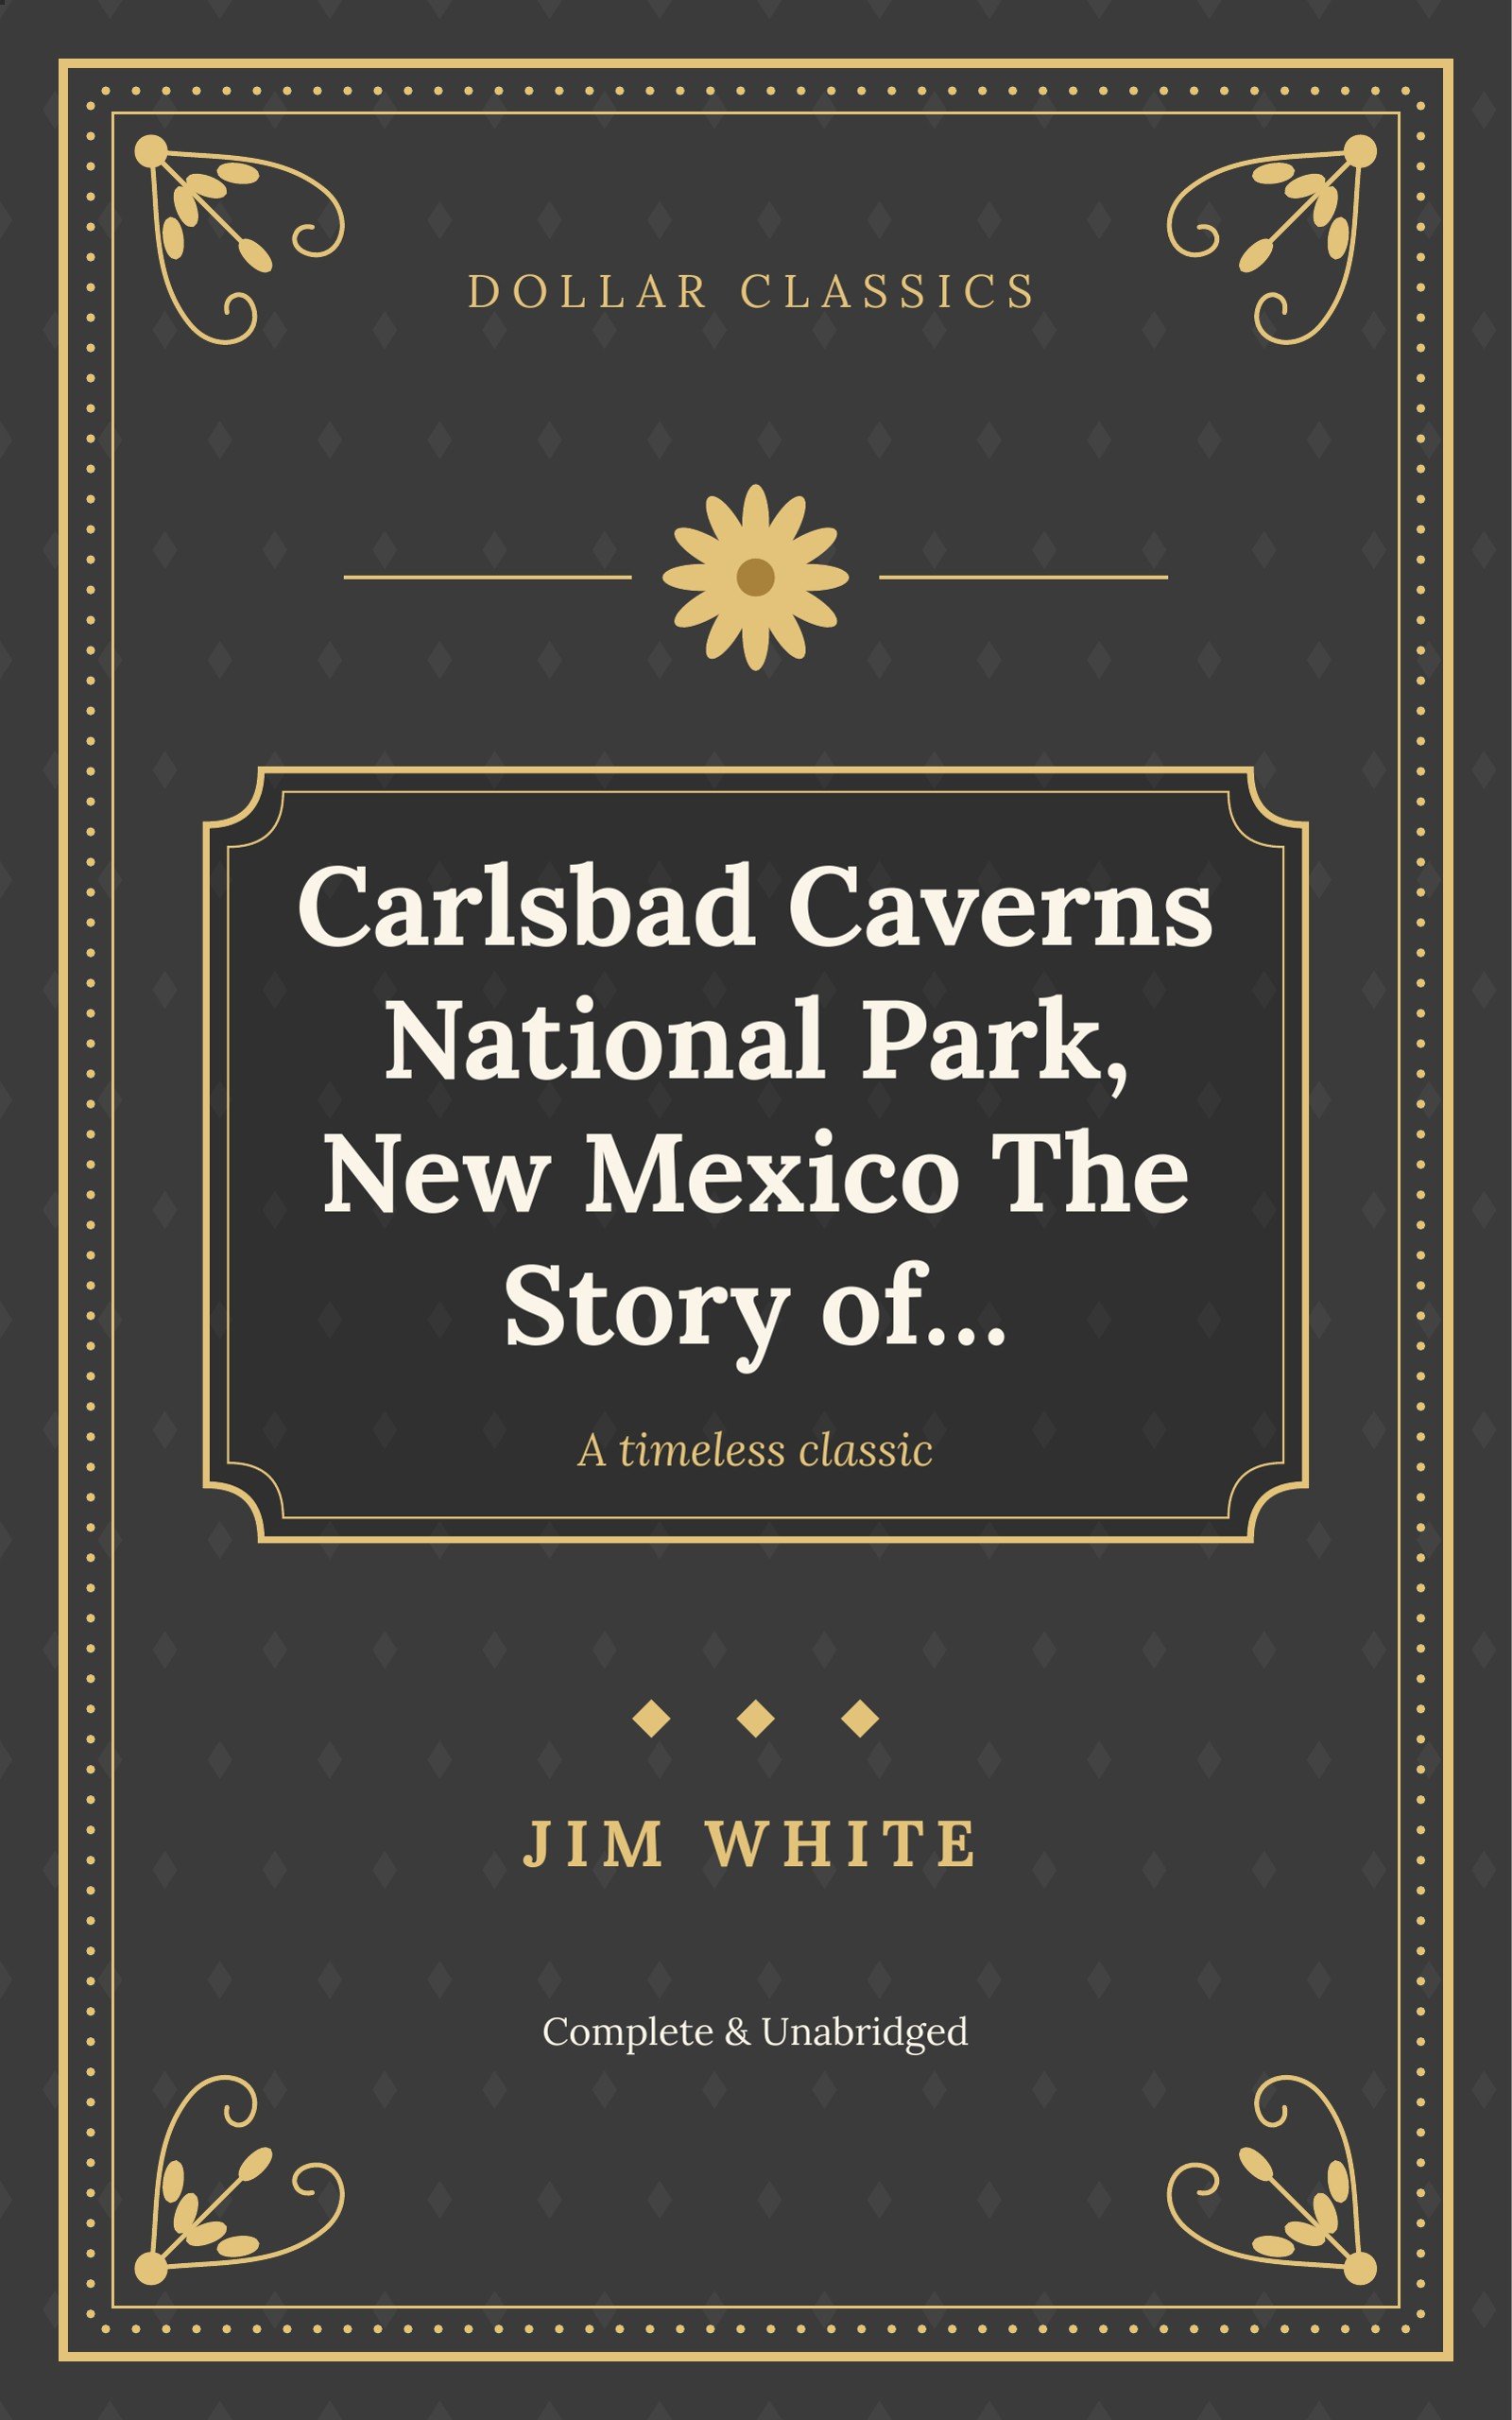 DOLLAR CLASSICS
Carlsbad Caverns
National Park,
New Mexico The
Story of...
A timeless classic
JIM WHITE
Complete & Unabridged